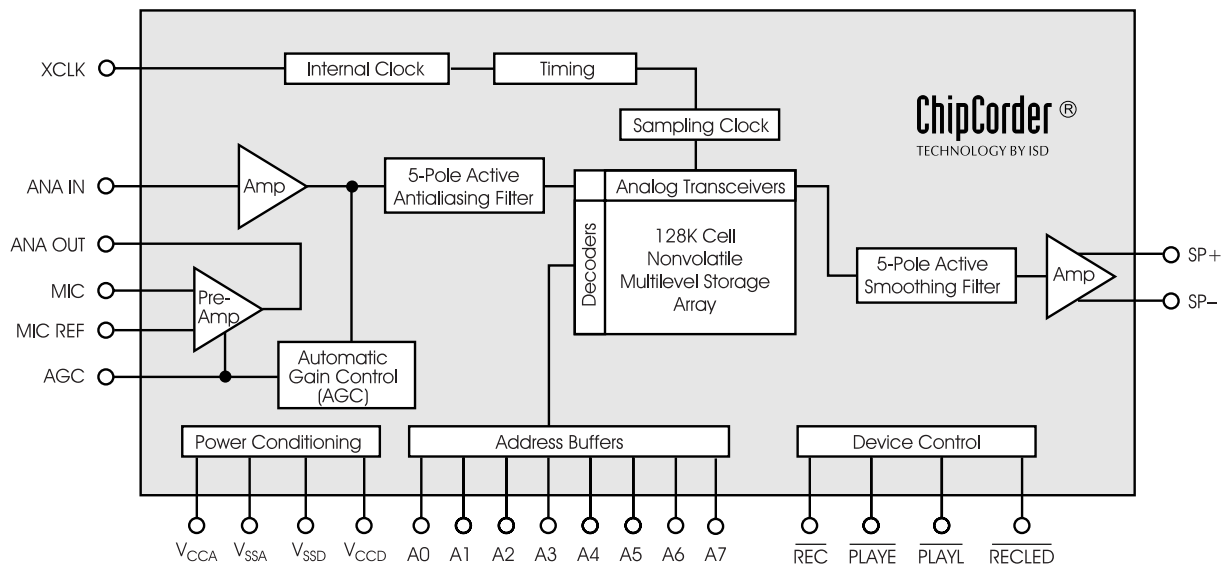 XCLK
Internal Clock
Timing
Sampling Clock
ChipCorder ®
TECHNOLOGY BY ISD
ANA IN
Amp
5-Pole Active
Antialiasing Filter
Analog Transceivers
Decoders
128K Cell
Nonvolatile
Multilevel Storage
Array
ANA OUT
MIC
MIC REF
AGC
Pre-
Amp
Automatic
Gain Control
(AGC)
5-Pole Active
Smoothing Filter
Amp
SP+
SP–
Power Conditioning
Address Buffers
Device Control
VCCA VSSA VSSD VCCD A0 A1 A2 A3 A4 A5 A6 A7 REC PLAYE PLAYL RECLED